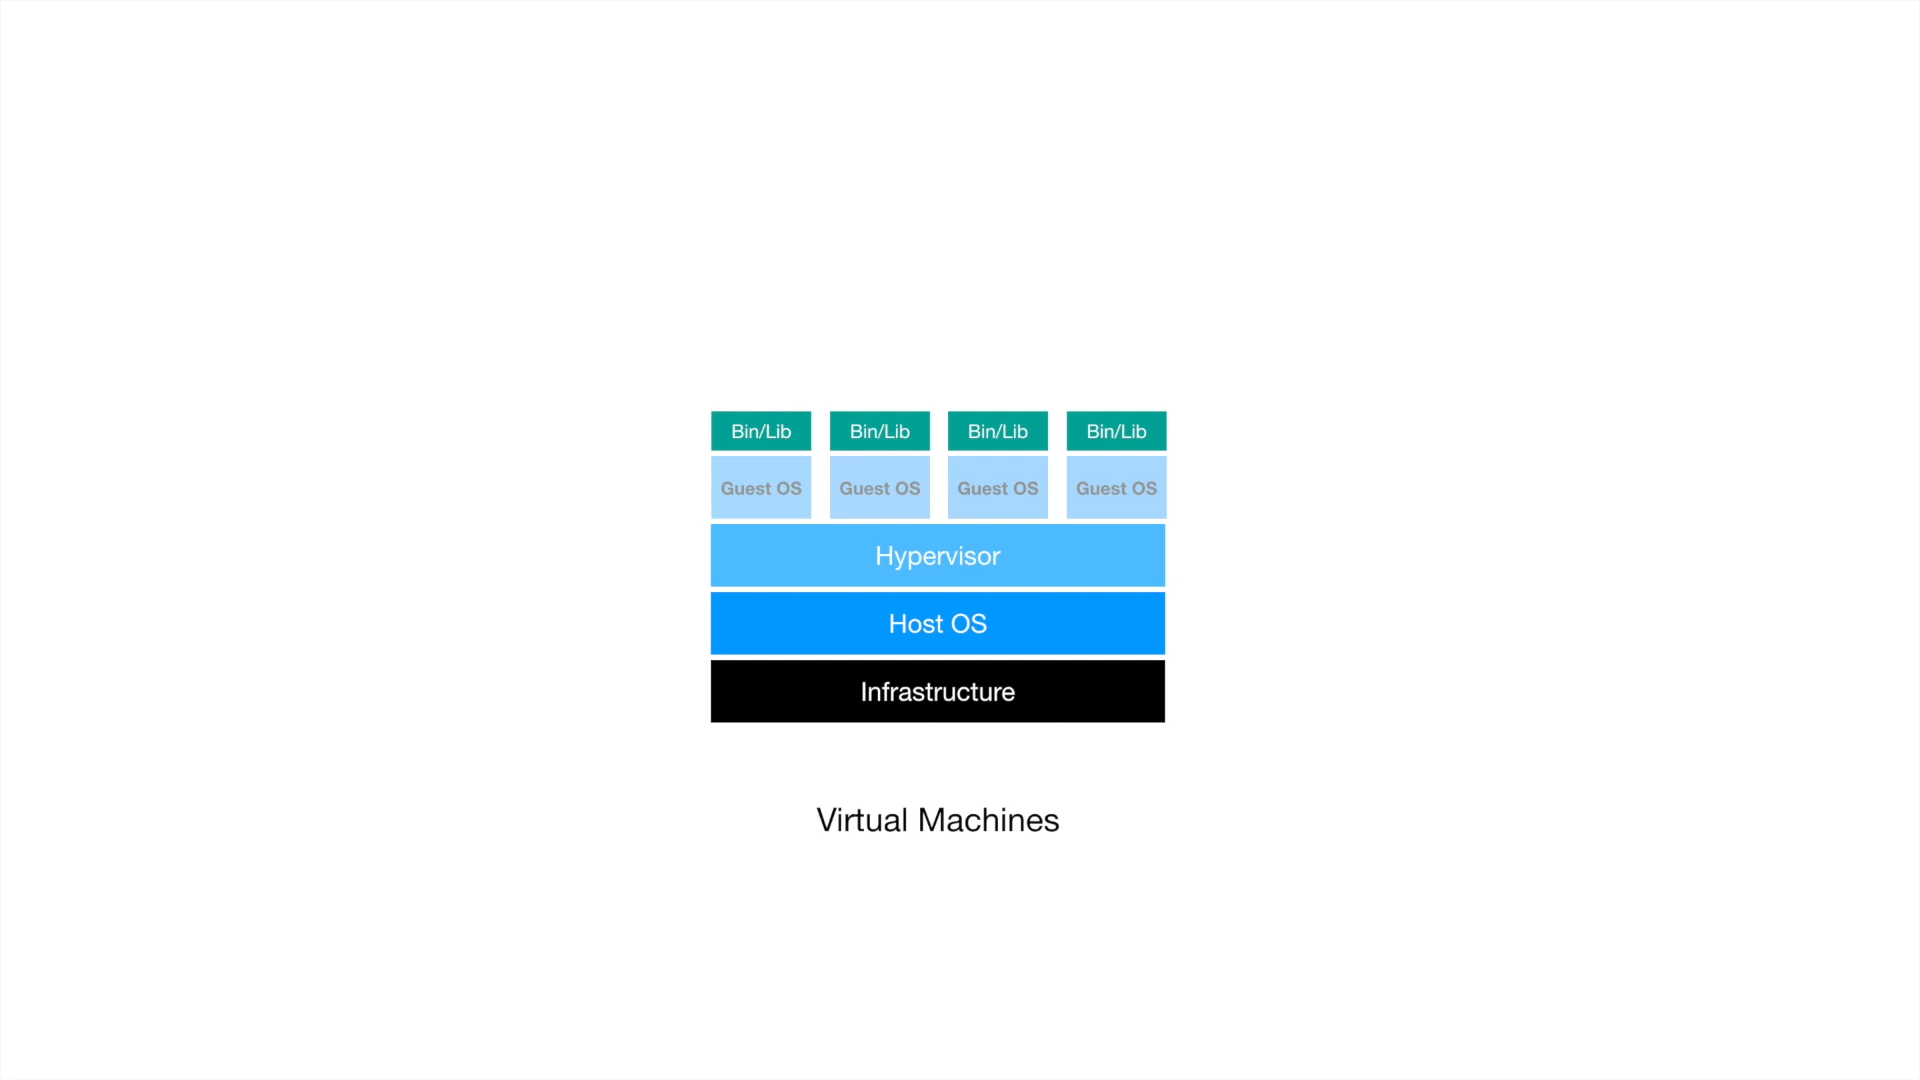 Bin/Lib Bin/Lib Bin/Lib Bin/Lib
Guest OS Guest OS Guest OS Guest OS
Hypervisor
Host OS
Infrastructure
Virtual Machines